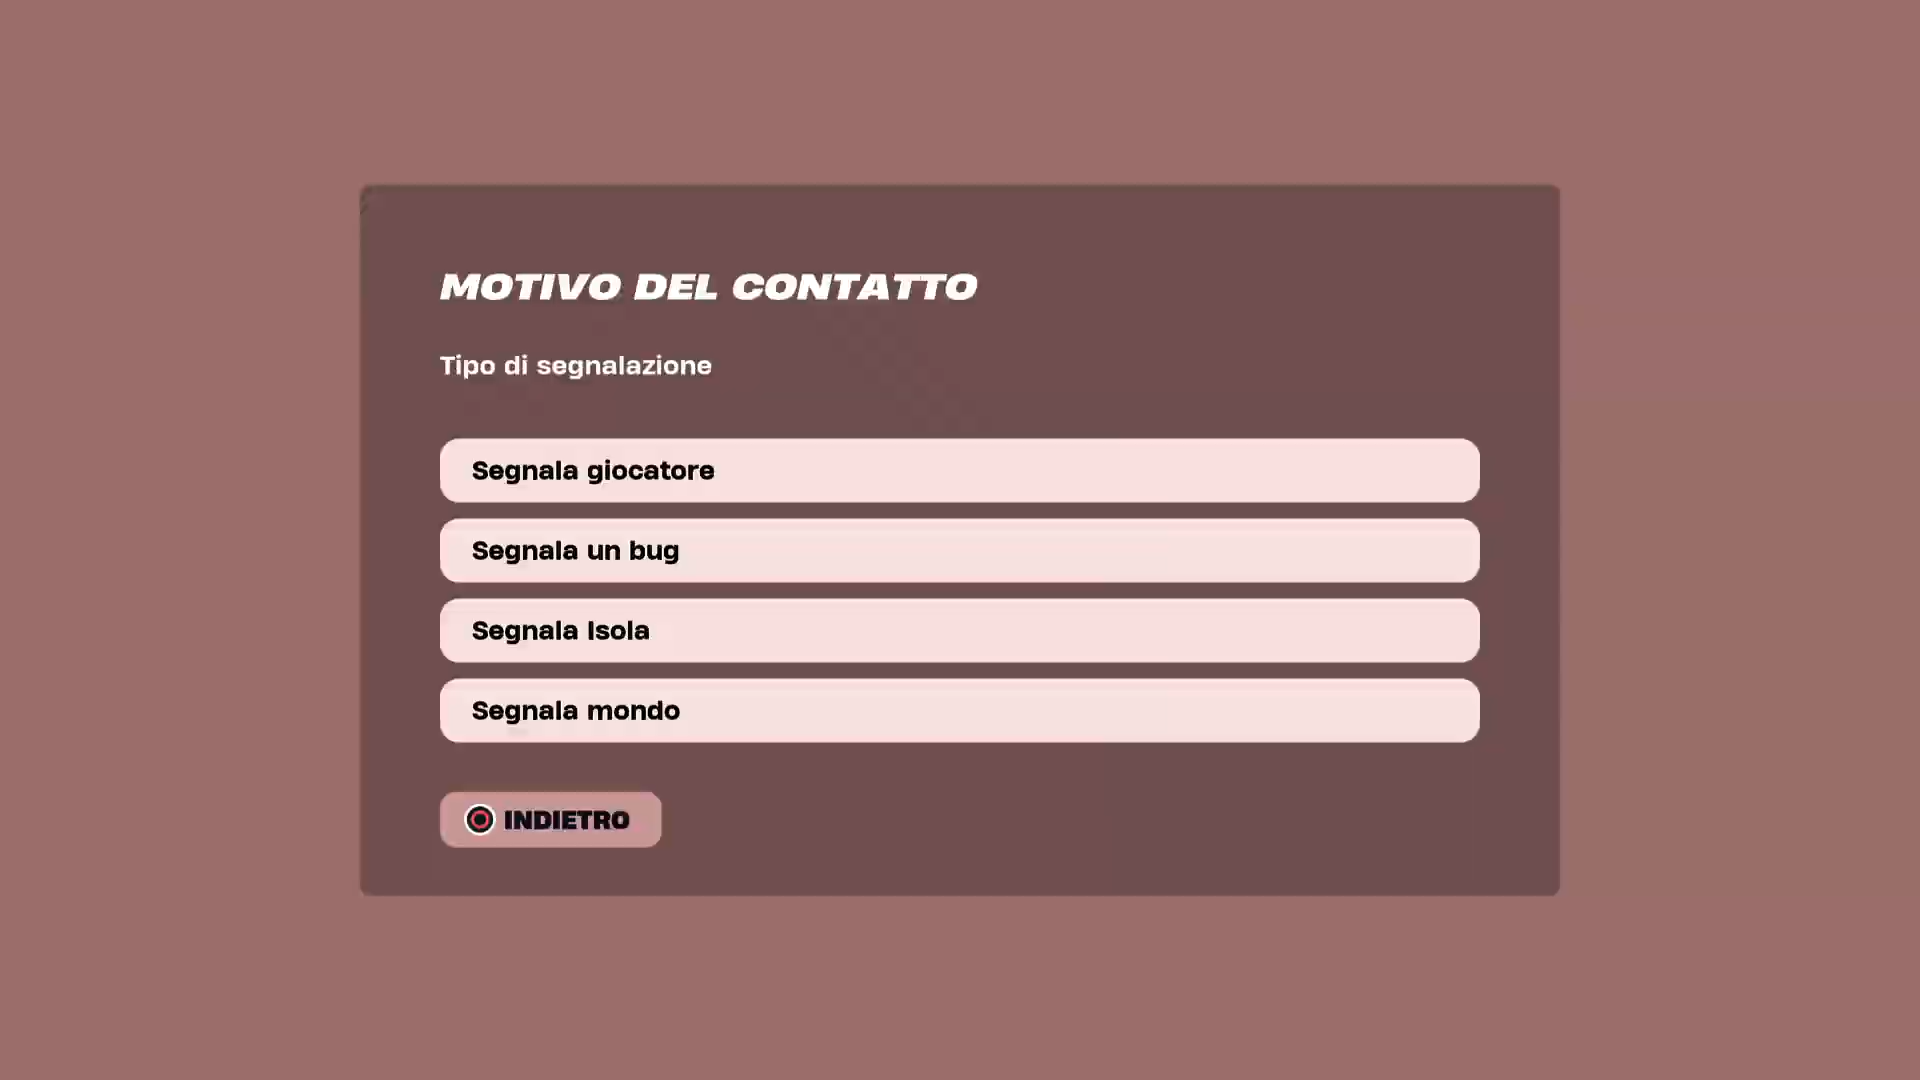 MOTIVO DEL CONTATTO
Tipo di segnalazione
Segnala giocatore
Segnala un bug
Segnala Isola
Segnala mondo
INDIETRO